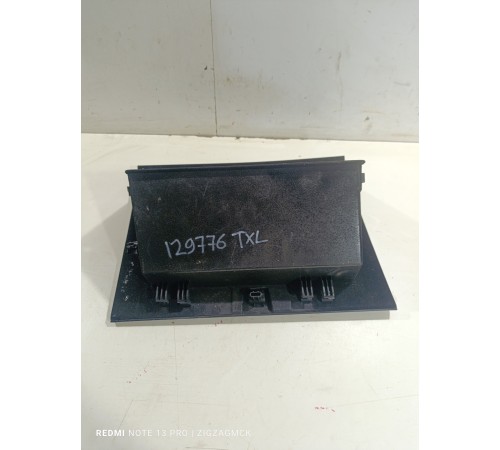 129776 TXL
REDMI NOTE 13 PRO | ZIGZAGMCK